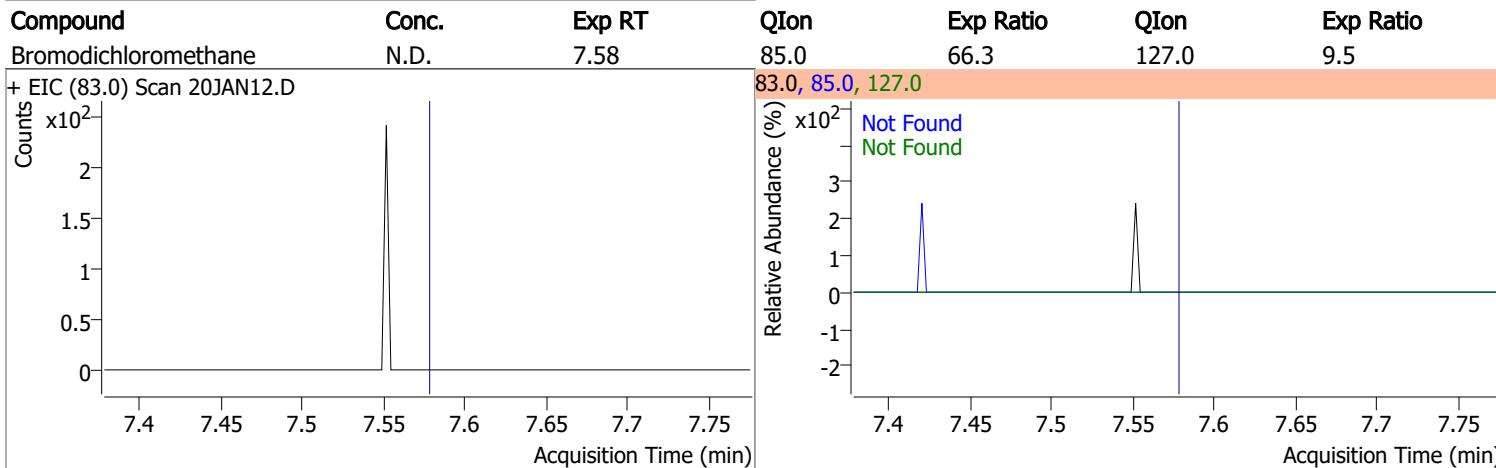 Compound Conc. Exp RT QIon Exp Ratio QIon Exp Ratio
Bromodichloromethane N.D. 7.58 85.0 66.3 127.0 9.5
+ EIC (83.0) Scan 20JAN12.D
Counts
x10²
2
1.5
1
0.5
0
7.4 7.45 7.5 7.55 7.6 7.65 7.7 7.75
Acquisition Time (min)
83.0, 85.0, 127.0
Relative Abundance (%)
x10²
Not Found
Not Found
3
2
1
0
-1
-2
7.4 7.45 7.5 7.55 7.6 7.65 7.7 7.75
Acquisition Time (min)